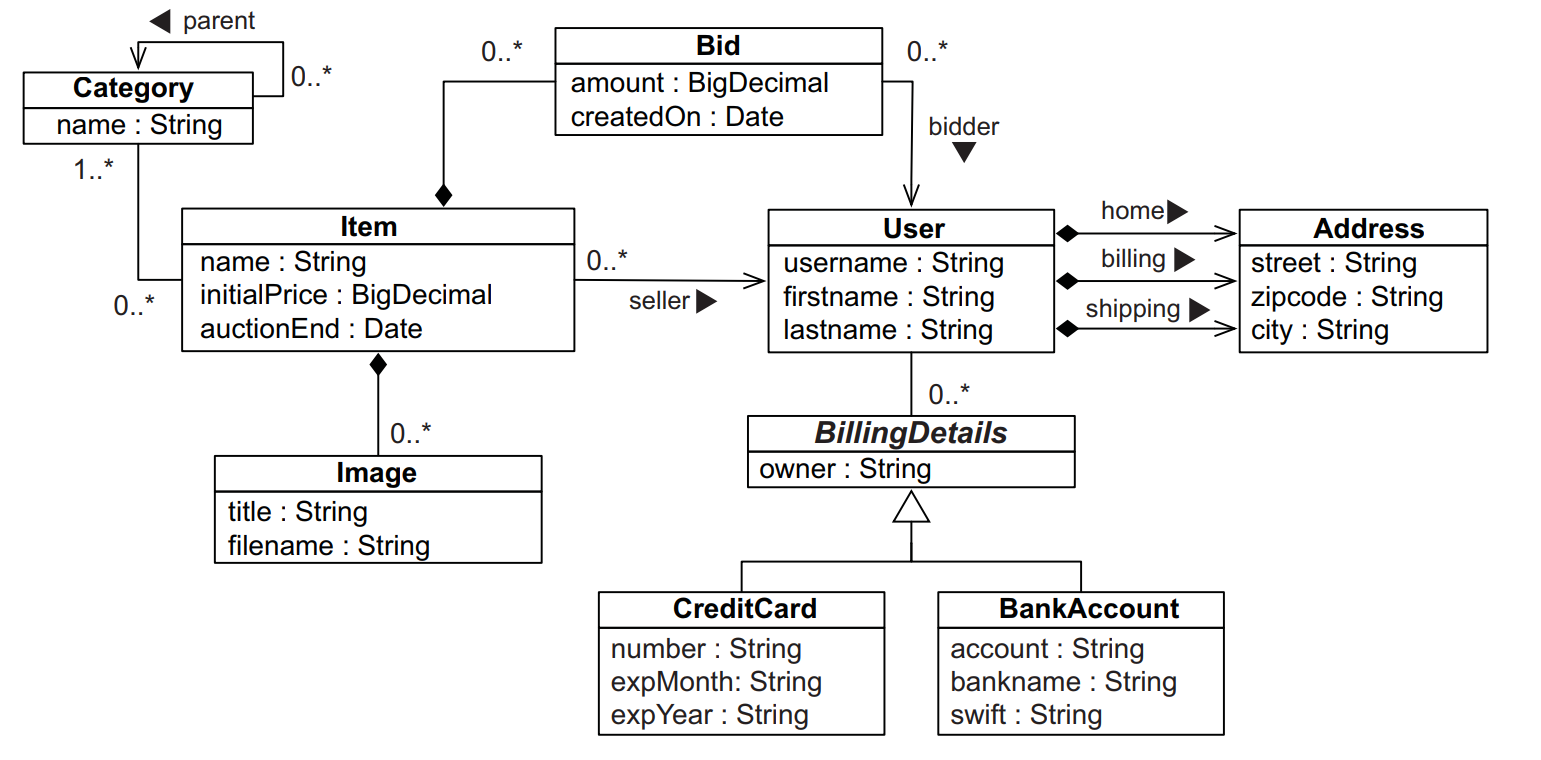 parent
0..*
Category
name : String
1..*
0..*
Bid
amount : BigDecimal
createdOn : Date
0..*
bidder
Item
name : String
initialPrice : BigDecimal
auctionEnd : Date
0..*
0..*
seller
User
username : String
firstname : String
lastname : String
home
billing
shipping
Address
street : String
zipcode : String
city : String
0..*
Image
title : String
filename : String
0..*
BillingDetails
owner : String
CreditCard
number : String
expMonth: String
expYear : String
BankAccount
account : String
bankname : String
swift : String